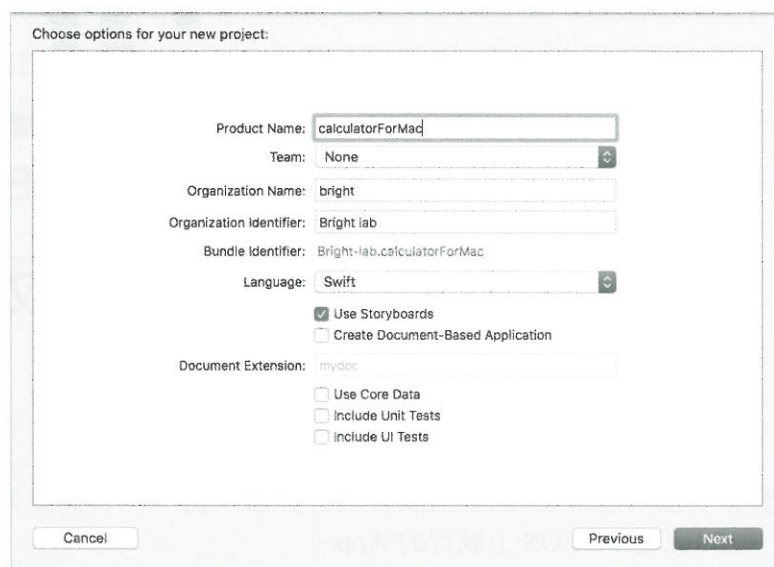 Choose options for your new project:
Product Name: calculatorForMac
Team: None
Organization Name: bright
Organization Identifier: Bright lab
Bundle Identifier: Bright-lab.calculatorForMac
Language: Swift
Use Storyboards
Create Document-Based Application
Document Extension: mydoc
Use Core Data
Include Unit Tests
Include UI Tests
Cancel Previous Next